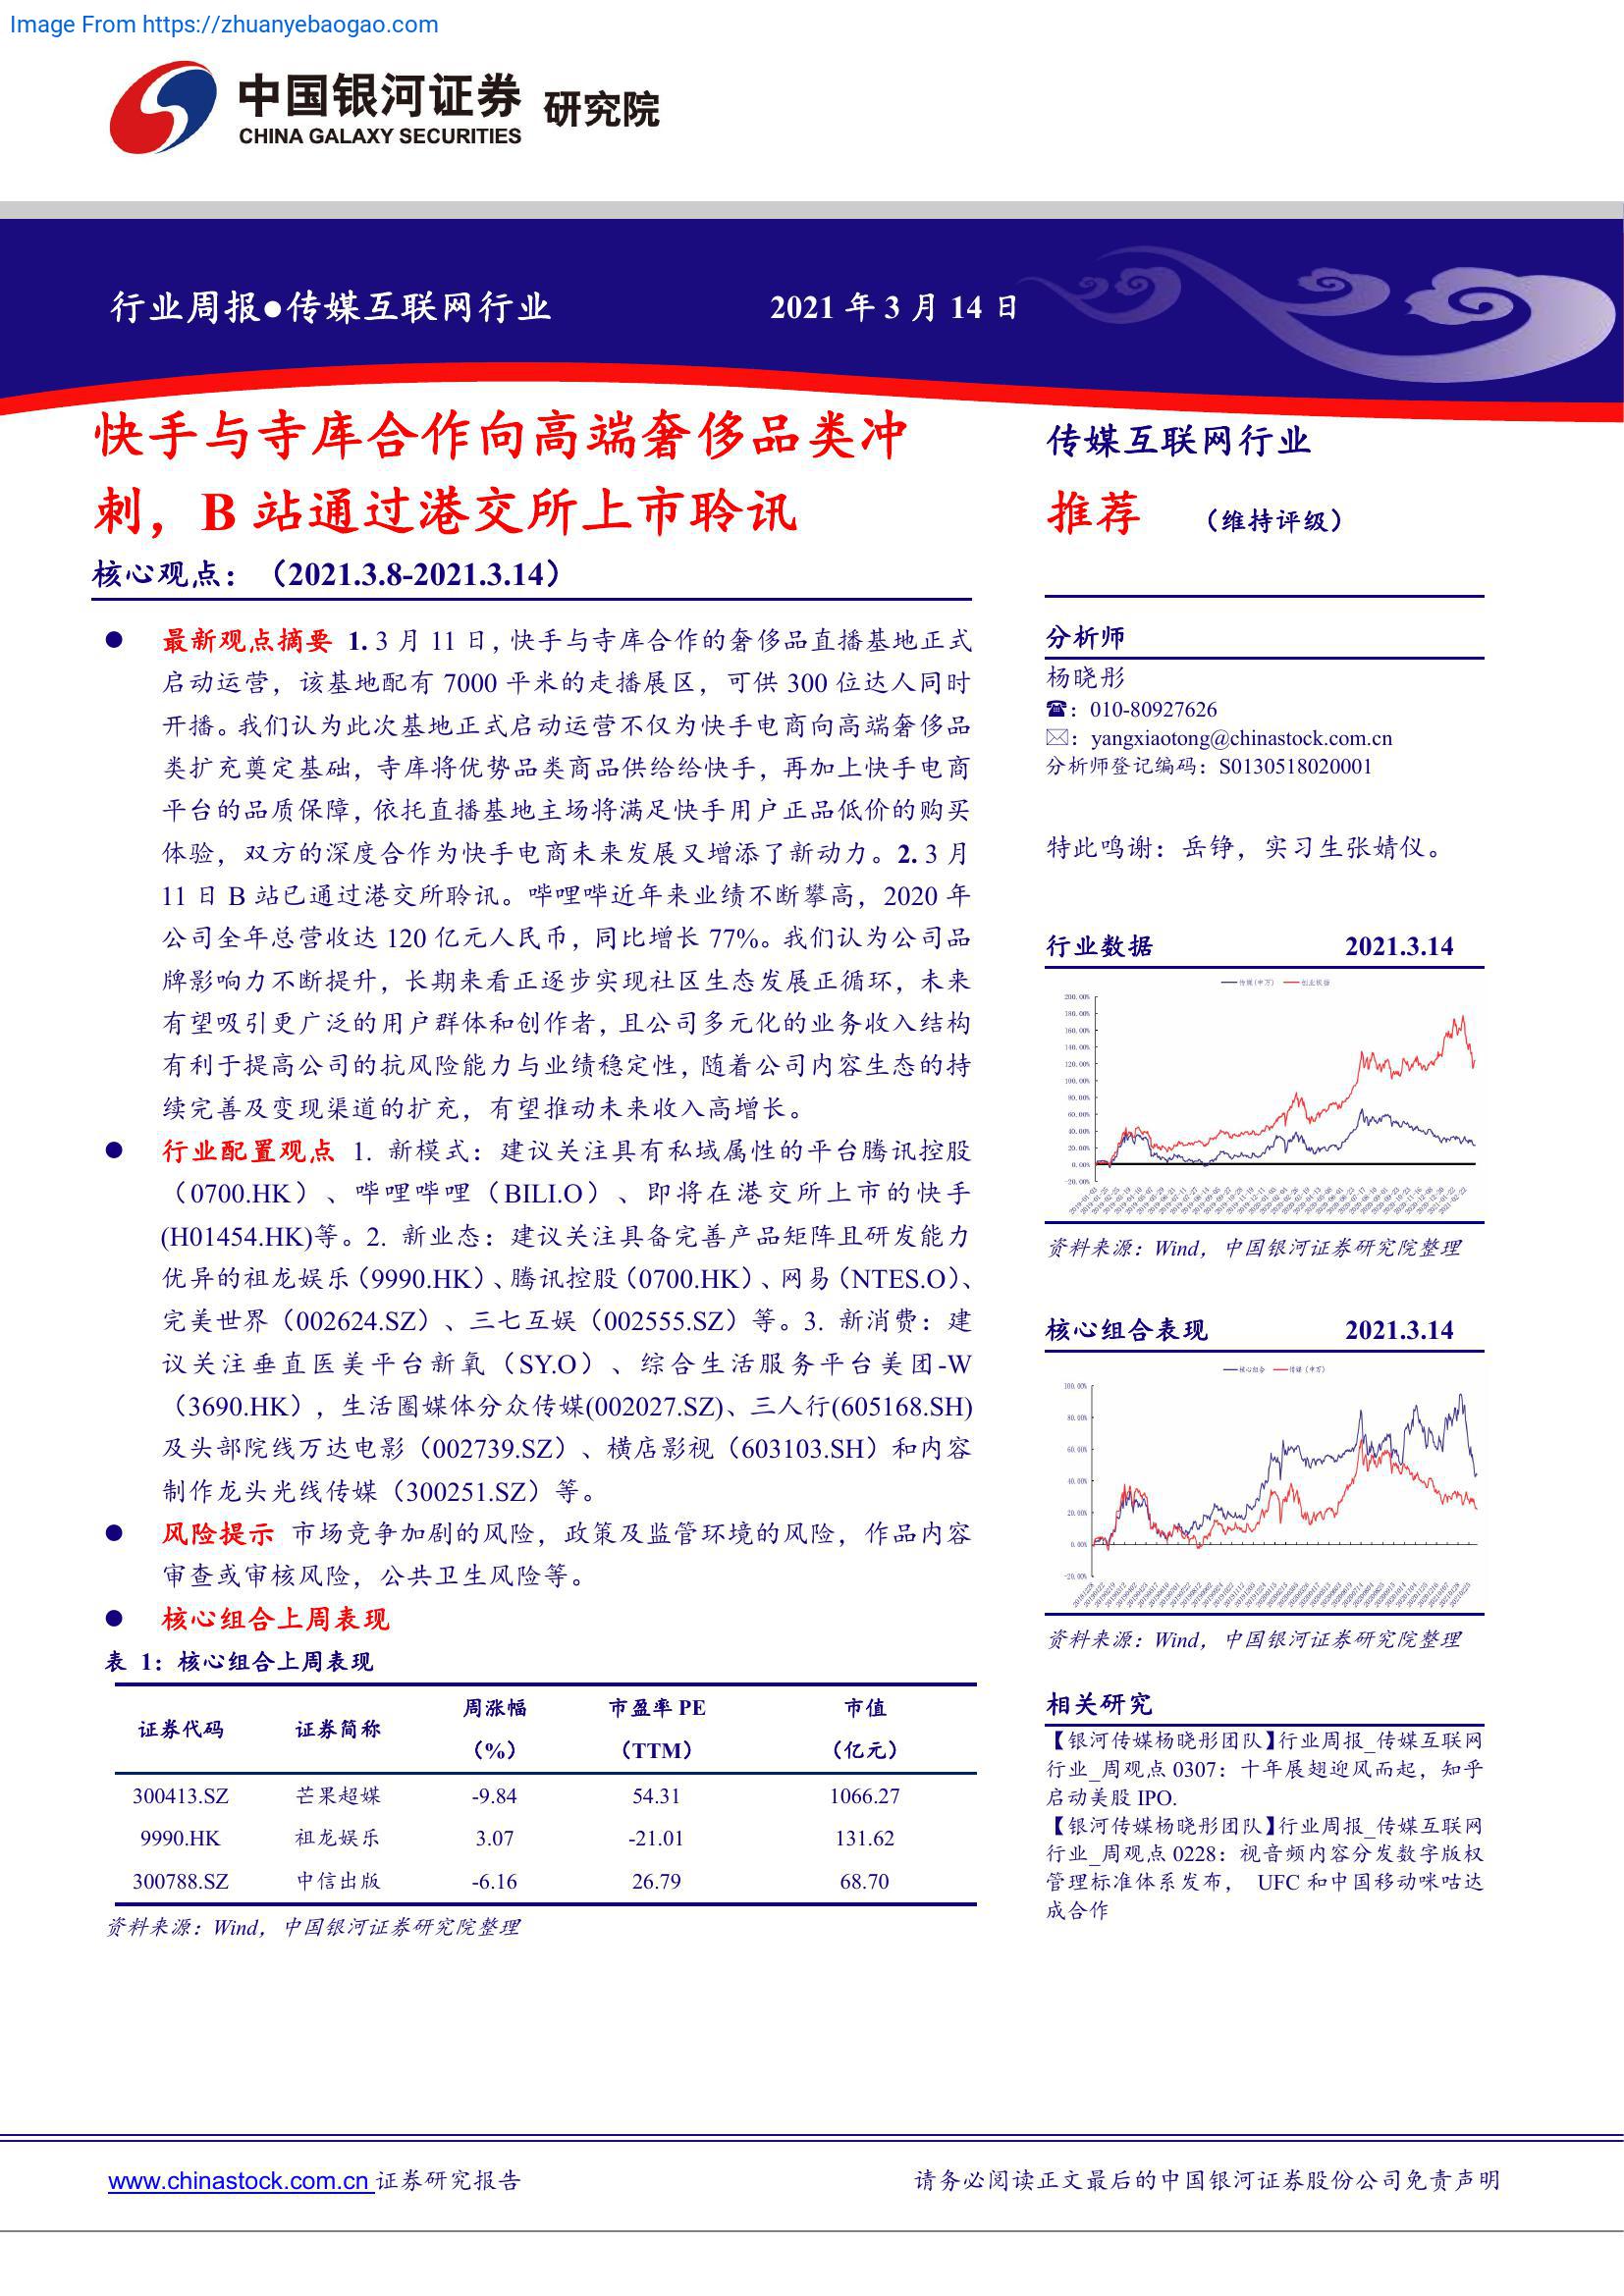 Image From https://zhuanyebaogao.com
中国银河证券 研究院
CHINA GALAXY SECURITIES
行业周报●传媒互联网行业 2021 年 3 月 14 日
快手与寺库合作向高端奢侈品类冲
刺，B 站通过港交所上市聆讯
核心观点：（2021.3.8-2021.3.14）
● 最新观点摘要 1. 3 月 11 日，快手与寺库合作的奢侈品直播基地正式
启动运营，该基地配有 7000 平米的走播展区，可供 300 位达人同时
开播。我们认为此次基地正式启动运营不仅为快手电商向高端奢侈品
类扩充奠定基础，寺库将优势品类商品供给给快手，再加上快手电商
平台的品质保障，依托直播基地主场将满足快手用户正品低价的购买
体验，双方的深度合作为快手电商未来发展又增添了新动力。2. 3 月
11 日 B 站已通过港交所聆讯。哔哩哔近年来业绩不断攀高，2020 年
公司全年总营收达 120 亿元人民币，同比增长 77%。我们认为公司品
牌影响力不断提升，长期来看正逐步实现社区生态发展正循环，未来
有望吸引更广泛的用户群体和创作者，且公司多元化的业务收入结构
有利于提高公司的抗风险能力与业绩稳定性，随着公司内容生态的持
续完善及变现渠道的扩充，有望推动未来收入高增长。
● 行业配置观点 1. 新模式：建议关注具有私域属性的平台腾讯控股
（0700.HK）、哔哩哔哩（BILI.O）、即将在港交所上市的快手
(H01454.HK)等。2. 新业态：建议关注具备完善产品矩阵且研发能力
优异的祖龙娱乐（9990.HK）、腾讯控股（0700.HK）、网易（NTES.O）、
完美世界（002624.SZ）、三七互娱（002555.SZ）等。3. 新消费：建
议关注垂直医美平台新氧（SY.O）、综合生活服务平台美团-W
（3690.HK），生活圈媒体分众传媒(002027.SZ)、三人行(605168.SH)
及头部院线万达电影（002739.SZ）、横店影视（603103.SH）和内容
制作龙头光线传媒（300251.SZ）等。
● 风险提示 市场竞争加剧的风险，政策及监管环境的风险，作品内容
审查或审核风险，公共卫生风险等。
● 核心组合上周表现
表 1：核心组合上周表现
证券代码 证券简称 周涨幅（%） 市盈率 PE（TTM） 市值（亿元）
300413.SZ 芒果超媒 -9.84 54.31 1066.27
9990.HK 祖龙娱乐 3.07 -21.01 131.62
300788.SZ 中信出版 -6.16 26.79 68.70
资料来源：Wind，中国银河证券研究院整理
传媒互联网行业
推荐 （维持评级）
分析师
杨晓彤
☎：010-80927626
✉：yangxiaotong@chinastock.com.cn
分析师登记编码：S0130518020001
特此鸣谢：岳铮，实习生张婧仪。
行业数据 2021.3.14
传媒(申万) 创业板指
200.00%
180.00%
160.00%
140.00%
120.00%
100.00%
80.00%
60.00%
40.00%
20.00%
0.00%
-20.00%
资料来源：Wind，中国银河证券研究院整理
核心组合表现 2021.3.14
核心组合 传媒（申万）
100.00%
80.00%
60.00%
40.00%
20.00%
0.00%
-20.00%
资料来源：Wind，中国银河证券研究院整理
相关研究
【银河传媒杨晓彤团队】行业周报_传媒互联网
行业_周观点 0307：十年展翅迎风而起，知乎
启动美股 IPO.
【银河传媒杨晓彤团队】行业周报_传媒互联网
行业_周观点 0228：视音频内容分发数字版权
管理标准体系发布， UFC 和中国移动咪咕达
成合作
www.chinastock.com.cn 证券研究报告 请务必阅读正文最后的中国银河证券股份公司免责声明